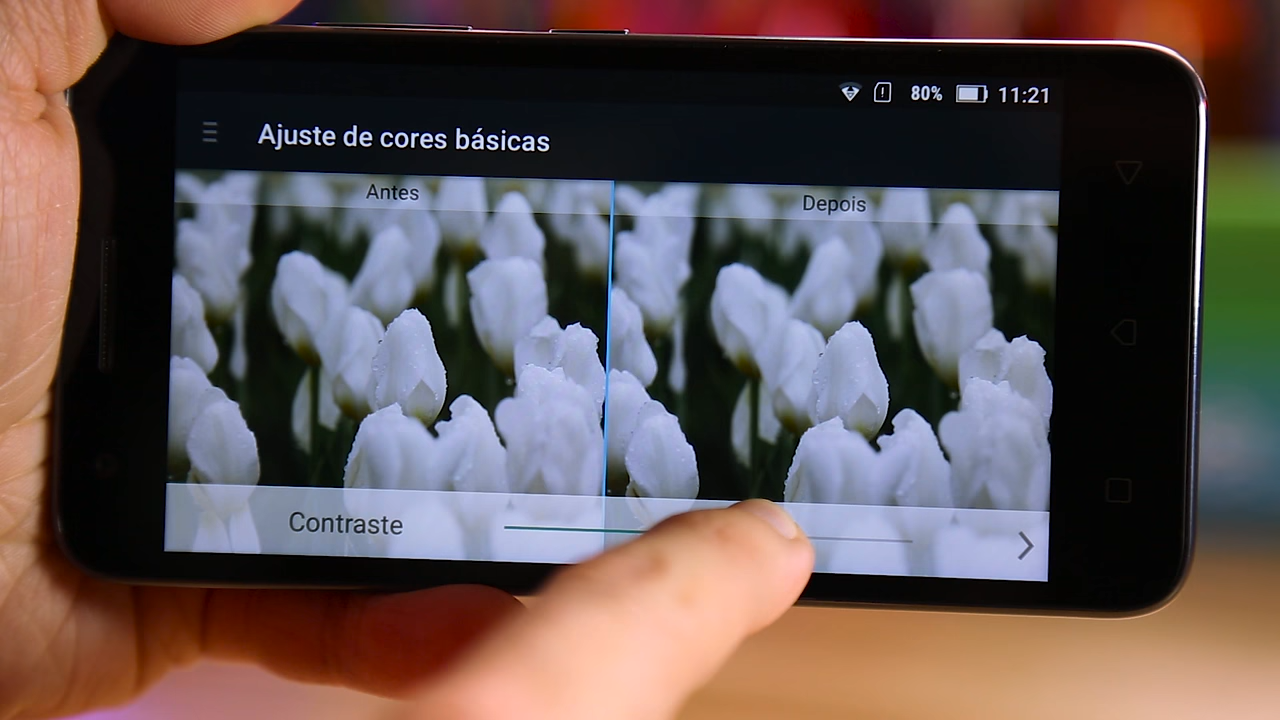 80% 11:21
Ajuste de cores básicas
Antes
Depois
Contraste